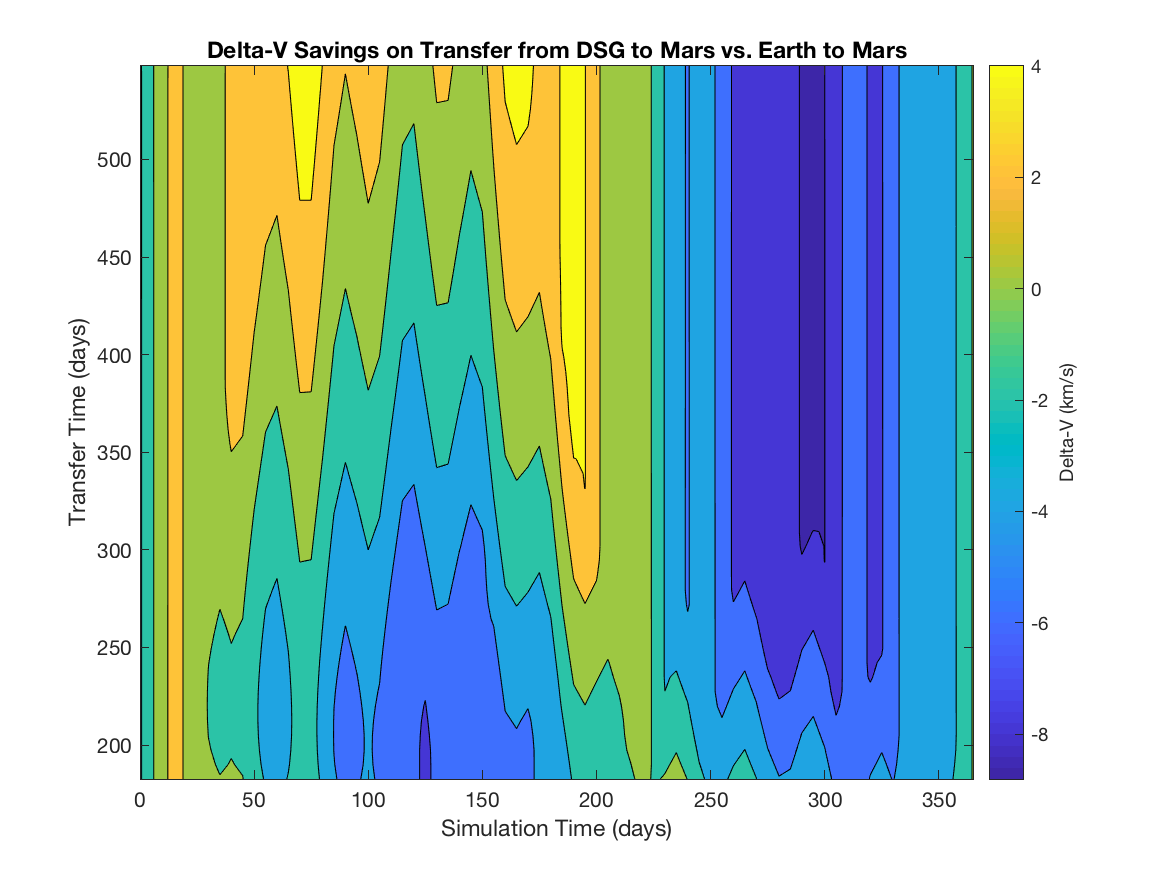 Delta-V Savings on Transfer from DSG to Mars vs. Earth to Mars
Transfer Time (days)
500
450
400
350
300
250
200
0 50 100 150 200 250 300 350
Simulation Time (days)
4
2
0
-2
-4
-6
-8
Delta-V (km/s)